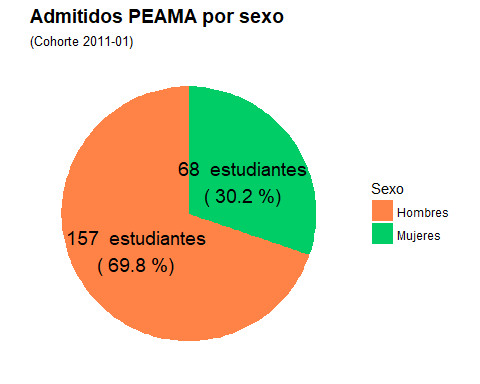 Admitidos PEAMA por sexo
(Cohorte 2011-01)
68  estudiantes
( 30.2 %)
157  estudiantes
( 69.8 %)
Sexo
Hombres
Mujeres